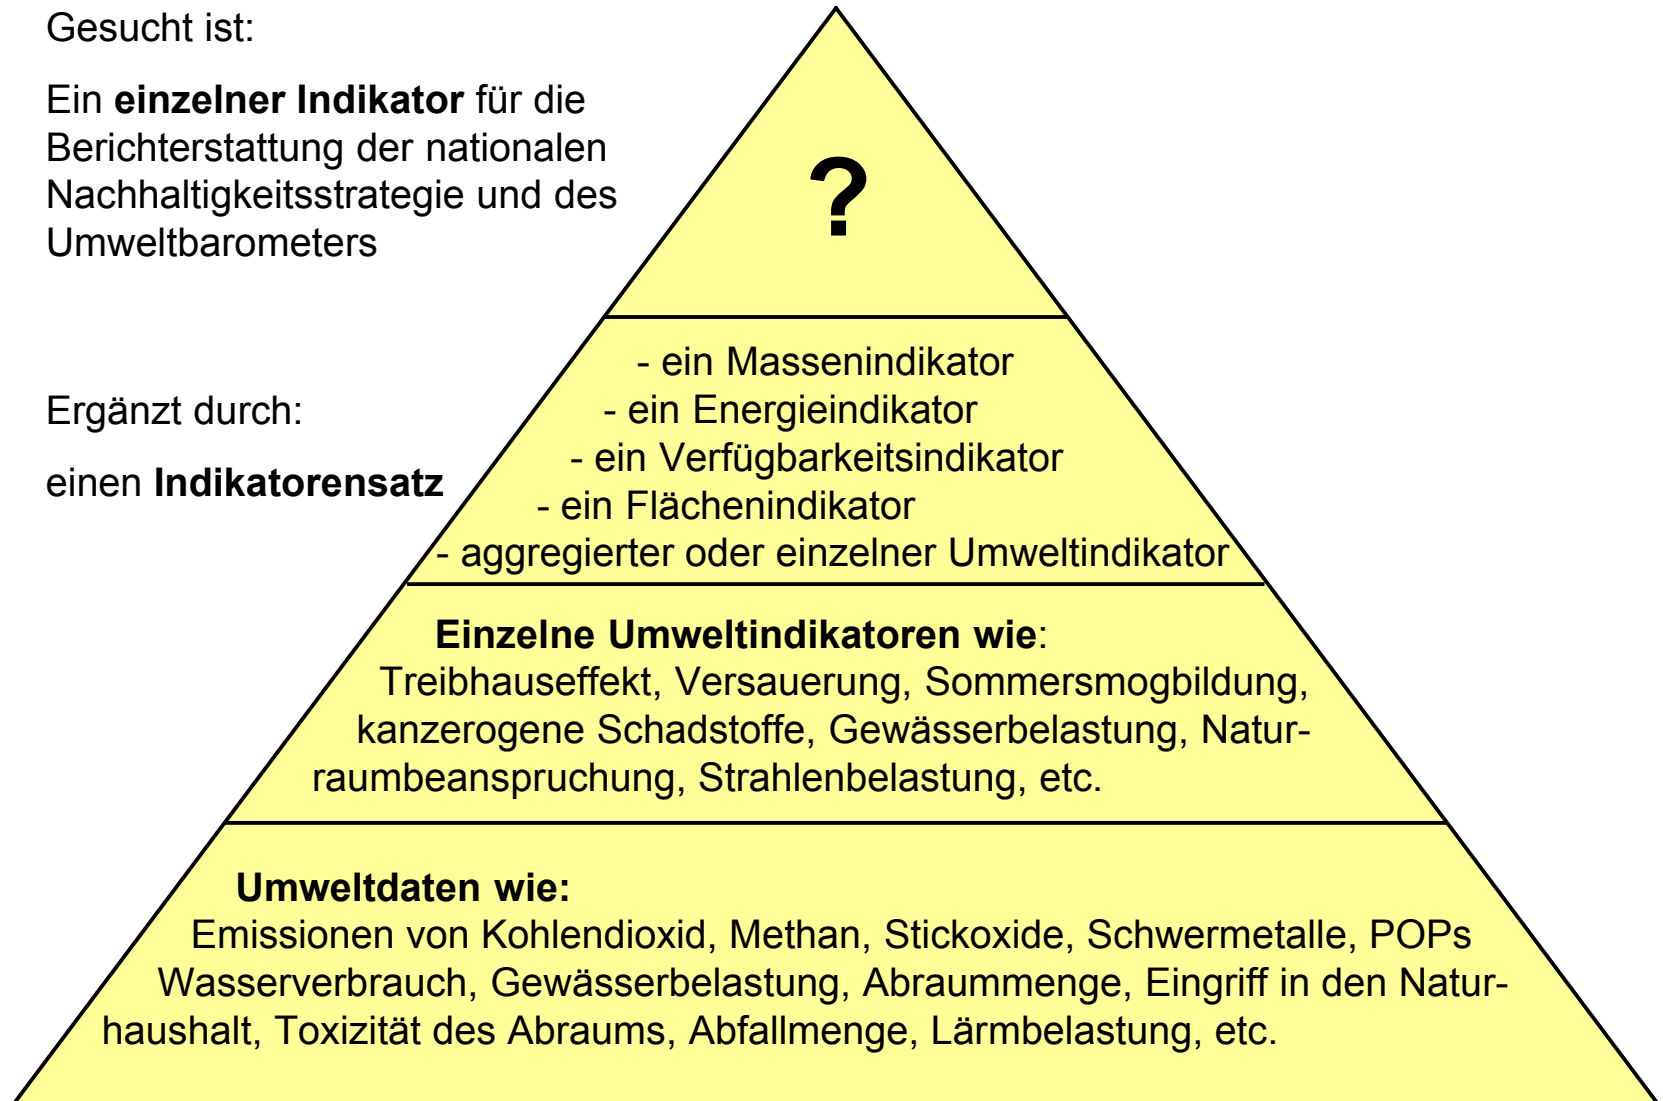 Gesucht ist:
Ein einzelner Indikator für die
Berichterstattung der nationalen
Nachhaltigkeitsstrategie und des
Umweltbarometers
?
Ergänzt durch:
einen Indikatorensatz
- ein Massenindikator
- ein Energieindikator
- ein Verfügbarkeitsindikator
- ein Flächenindikator
- aggregierter oder einzelner Umweltindikator
Einzelne Umweltindikatoren wie:
Treibhauseffekt, Versauerung, Sommersmogbildung,
kanzerogene Schadstoffe, Gewässerbelastung, Natur-
raumbeanspruchung, Strahlenbelastung, etc.
Umweltdaten wie:
Emissionen von Kohlendioxid, Methan, Stickoxide, Schwermetalle, POPs
Wasserverbrauch, Gewässerbelastung, Abraummenge, Eingriff in den Natur-
haushalt, Toxizität des Abraums, Abfallmenge, Lärmbelastung, etc.